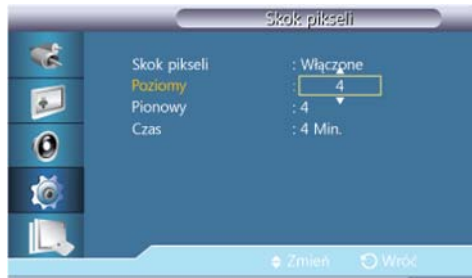 Skok pikseli
Skok pikseli : Włączone
Poziomy : 4
Pionowy : 4
Czas : 4 Min.
Zmień Wróć